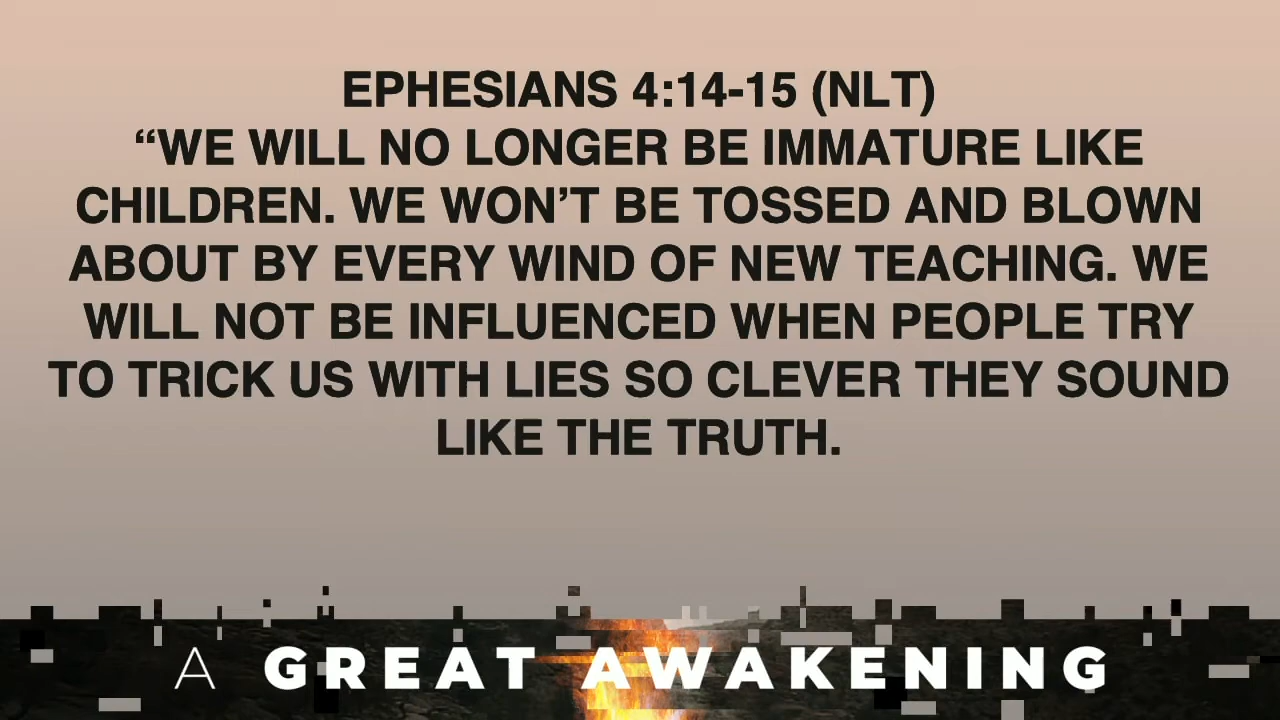 EPHESIANS 4:14-15 (NLT)
“WE WILL NO LONGER BE IMMATURE LIKE
CHILDREN. WE WON’T BE TOSSED AND BLOWN
ABOUT BY EVERY WIND OF NEW TEACHING. WE
WILL NOT BE INFLUENCED WHEN PEOPLE TRY
TO TRICK US WITH LIES SO CLEVER THEY SOUND
LIKE THE TRUTH.
A GREAT AWAKENING